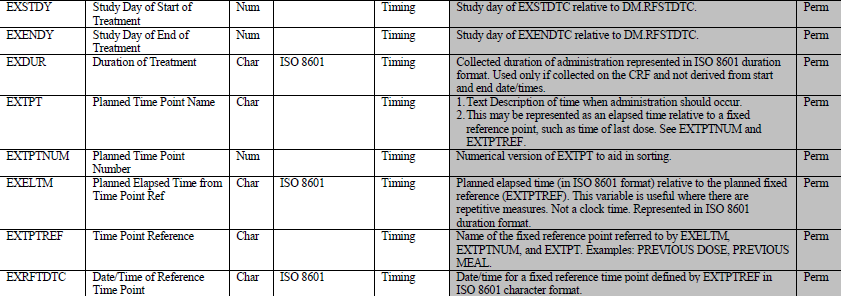 EXSTDY Study Day of Start of Treatment Num Timing Study day of EXSTDTC relative to DM.RFSTDTC. Perm
EXENDY Study Day of End of Treatment Num Timing Study day of EXENDTC relative to DM.RFSTDTC. Perm
EXDUR Duration of Treatment Char ISO 8601 Timing Collected duration of administration represented in ISO 8601 duration Perm
format. Used only if collected on the CRF and not derived from start
and end date/times.
EXTPT Planned Time Point Name Char Timing 1. Text Description of time when administration should occur. Perm
2. This may be represented as an elapsed time relative to a fixed
reference point, such as time of last dose. See EXTPTNUM and
EXTPTREF.
EXTPTNUM Planned Time Point Number Num Timing Numerical version of EXTPT to aid in sorting. Perm
EXELTM Planned Elapsed Time from Time Point Ref Char ISO 8601 Timing Planned elapsed time (in ISO 8601 format) relative to the planned fixed Perm
reference (EXTPTREF). This variable is useful where there are
repetitive measures. Not a clock time. Represented in ISO 8601
duration format.
EXTPTREF Time Point Reference Char Timing Name of the fixed reference point referred to by EXELTM, Perm
EXTPTNUM, and EXTPT. Examples: PREVIOUS DOSE, PREVIOUS
MEAL.
EXRFTDTC Date/Time of Reference Time Point Char ISO 8601 Timing Date/time for a fixed reference time point defined by EXTPTREF in Perm
ISO 8601 character format.